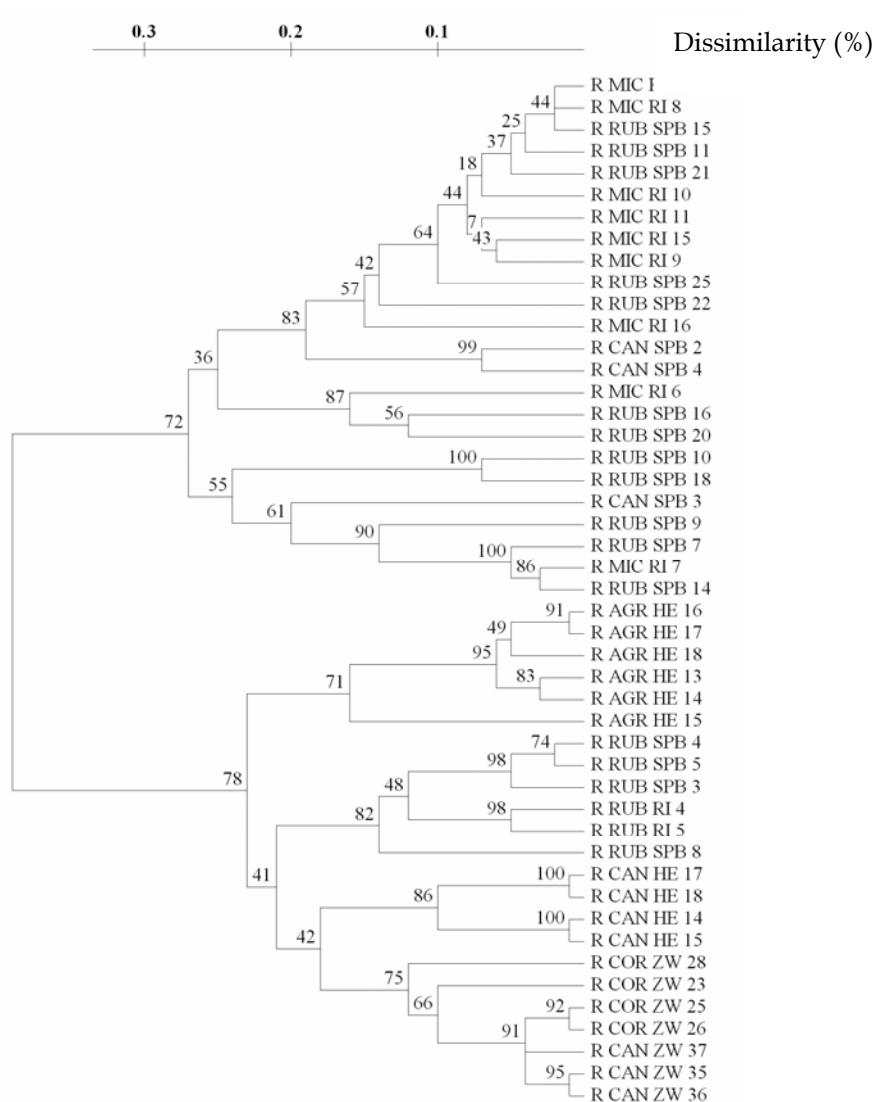 0.3 0.2 0.1 Dissimilarity (%)
R MIC
44 R MIC RI 8
R RUB SPB 15
25 R RUB SPB 11
37 R RUB SPB 21
18 R MIC RI 10
44 R MIC RI 11
7 R MIC RI 15
43 R MIC RI 9
64 R RUB SPB 25
42 R RUB SPB 22
57 R MIC RI 16
83 R CAN SPB 2
99 R CAN SPB 4
36 R MIC RI 6
87 R RUB SPB 16
56 R RUB SPB 20
72 R RUB SPB 10
100 R RUB SPB 18
55 R CAN SPB 3
61 R RUB SPB 9
90 R RUB SPB 7
100 R MIC RI 7
86 R RUB SPB 14
91 R AGR HE 16
R AGR HE 17
49 R AGR HE 18
95 R AGR HE 13
83 R AGR HE 14
71 R AGR HE 15
74 R RUB SPB 4
R RUB SPB 5
98 R RUB SPB 3
78 48 R RUB RI 4
98 R RUB RI 5
82 R RUB SPB 8
100 R CAN HE 17
41 R CAN HE 18
86 R CAN HE 14
100 R CAN HE 15
42 R COR ZW 28
75 R COR ZW 23
66 R COR ZW 25
92 R COR ZW 26
91 R CAN ZW 37
95 R CAN ZW 35
R CAN ZW 36